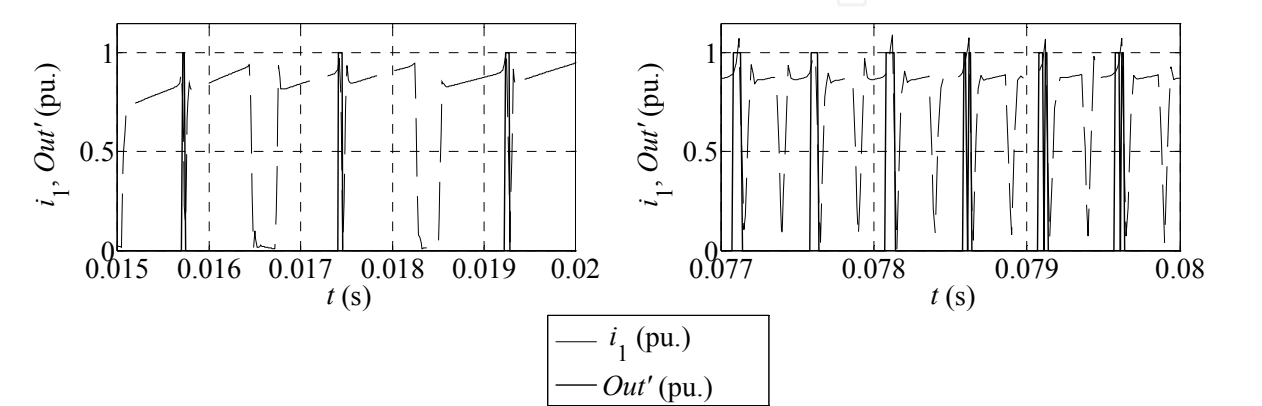 i1, Out' (pu.)
1
0.5
0
0.015 0.016 0.017 0.018 0.019 0.02
t (s)
i1, Out' (pu.)
1
0.5
0
0.077 0.078 0.079 0.08
t (s)
i1 (pu.)
Out' (pu.)